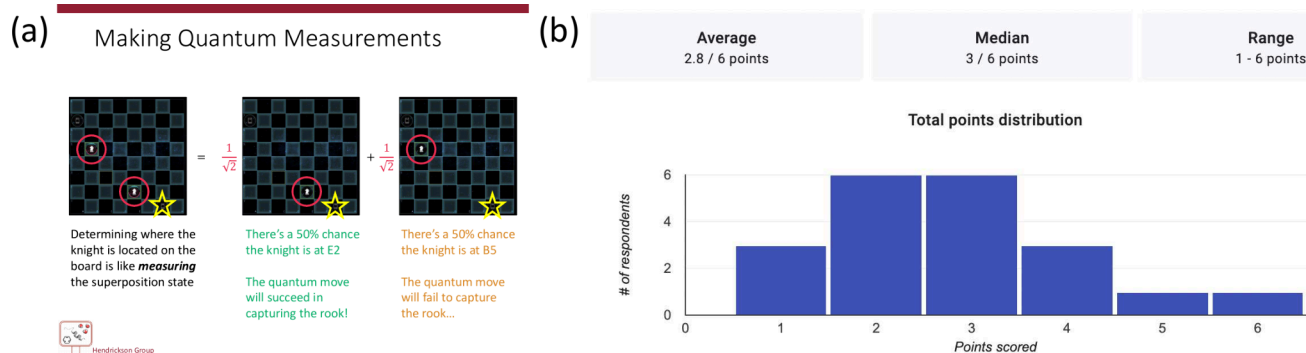 (a)
Making Quantum Measurements
=
1
√2
+
1
√2
Determining where the
knight is located on the
board is like measuring
the superposition state
There's a 50% chance
the knight is at E2
The quantum move
will succeed in
capturing the rook!
There's a 50% chance
the knight is at B5
The quantum move
will fail to capture
the rook...
Hendrickson Group
(b)
Average
2.8 / 6 points
Median
3 / 6 points
Range
1 - 6 points
Total points distribution
# of respondents
6
4
2
0
0 1 2 3 4 5 6
Points scored